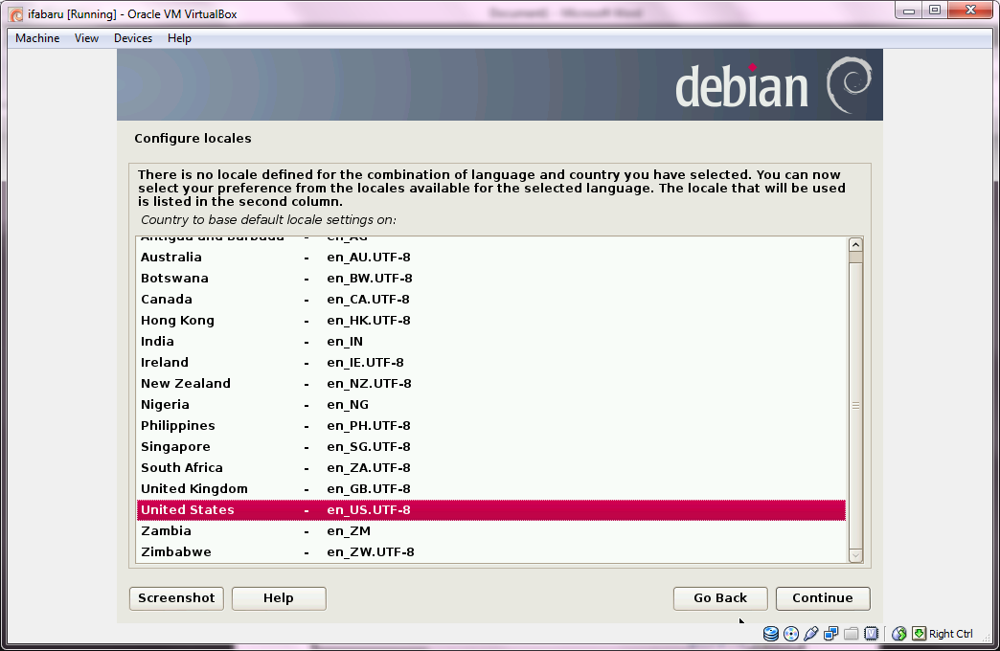 ifabaru [Running] - Oracle VM VirtualBox
Machine View Devices Help
debian
Configure locales
There is no locale defined for the combination of language and country you have selected. You can now
select your preference from the locales available for the selected language. The locale that will be used
is listed in the second column.
Country to base default locale settings on:
Antigua and Barbuda - en_AG
Australia - en_AU.UTF-8
Botswana - en_BW.UTF-8
Canada - en_CA.UTF-8
Hong Kong - en_HK.UTF-8
India - en_IN
Ireland - en_IE.UTF-8
New Zealand - en_NZ.UTF-8
Nigeria - en_NG
Philippines - en_PH.UTF-8
Singapore - en_SG.UTF-8
South Africa - en_ZA.UTF-8
United Kingdom - en_GB.UTF-8
United States - en_US.UTF-8
Zambia - en_ZM
Zimbabwe - en_ZW.UTF-8
Screenshot Help Go Back Continue
Right Ctrl